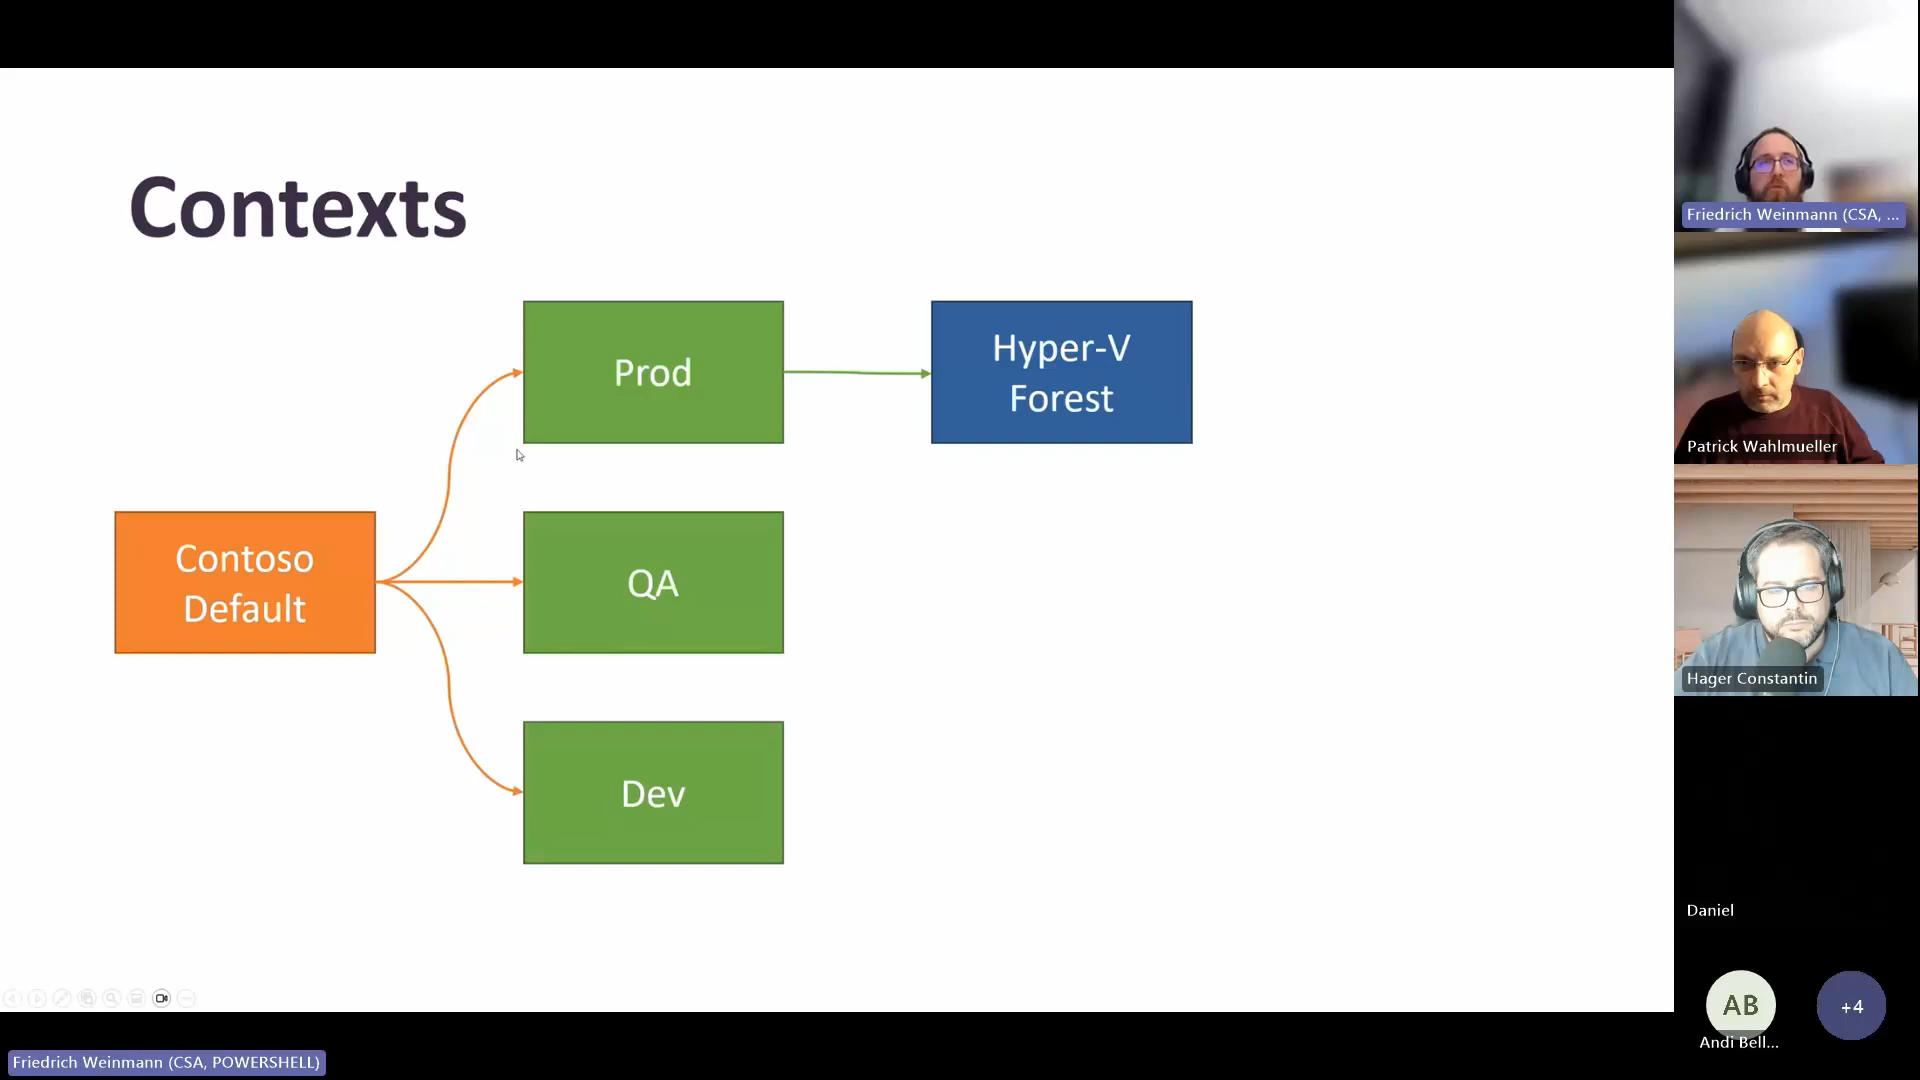 Contexts
Prod
Hyper-V
Forest
Contoso
Default
QA
Dev
Friedrich Weinmann (CSA, ...
Patrick Wahlmueller
Hager Constantin
Daniel
AB
+4
Andi Bell...
Friedrich Weinmann (CSA, POWERSHELL)